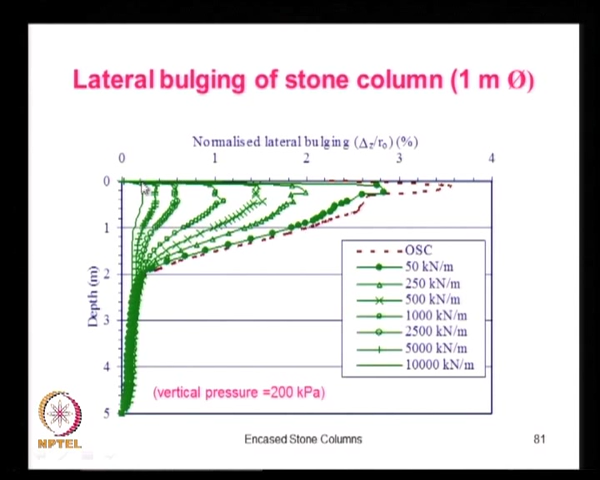 Lateral bulging of stone column (1 m Ø)
Normalised lateral bulging (Δr/ro) (%)
0 1 2 3 4
0
1
2
3
4
5
Depth (m)
OSC
50 kN/m
250 kN/m
500 kN/m
1000 kN/m
2500 kN/m
5000 kN/m
10000 kN/m
(vertical pressure =200 kPa)
NPTEL
Encased Stone Columns
81